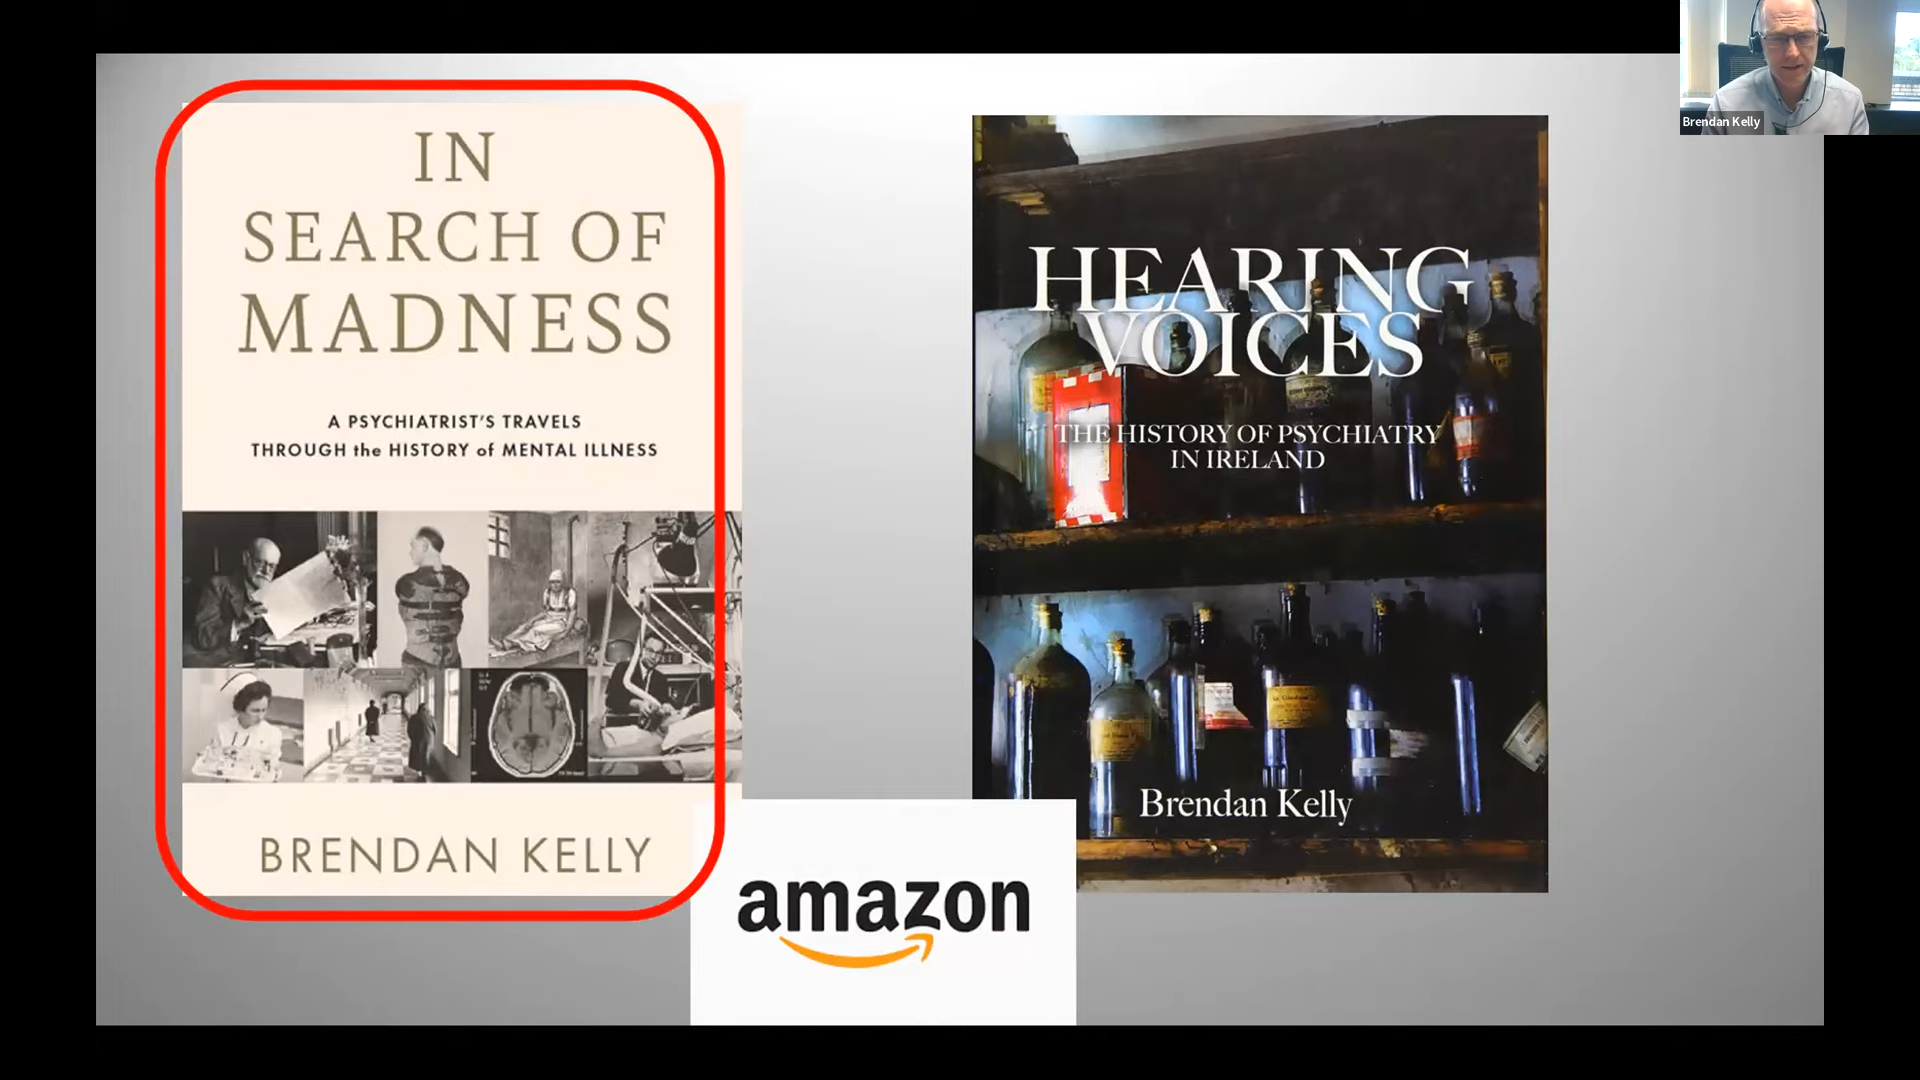 IN
SEARCH OF
MADNESS
A PSYCHIATRIST'S TRAVELS
THROUGH the HISTORY of MENTAL ILLNESS
BRENDAN KELLY
amazon
HEARING
VOICES
THE HISTORY OF PSYCHIATRY
IN IRELAND
Brendan Kelly
Brendan Kelly